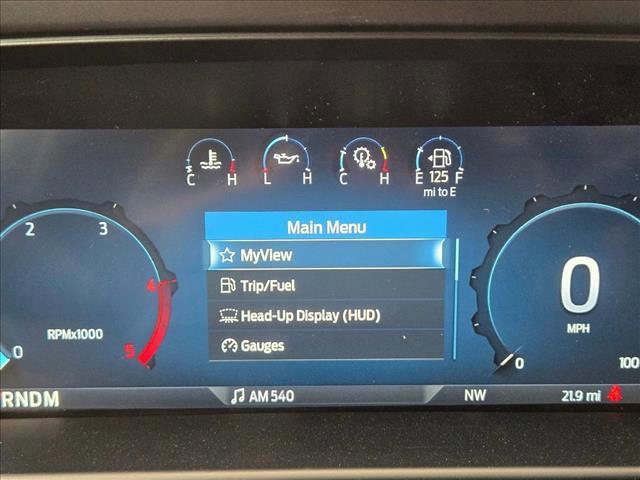 C H L H C H E 125 F
mi to E
Main Menu
MyView
Trip/Fuel
Head-Up Display (HUD)
Gauges
2 3
4
RPMx1000
0 5
0
MPH
0 100
RNDM AM 540 NW 21.9 mi